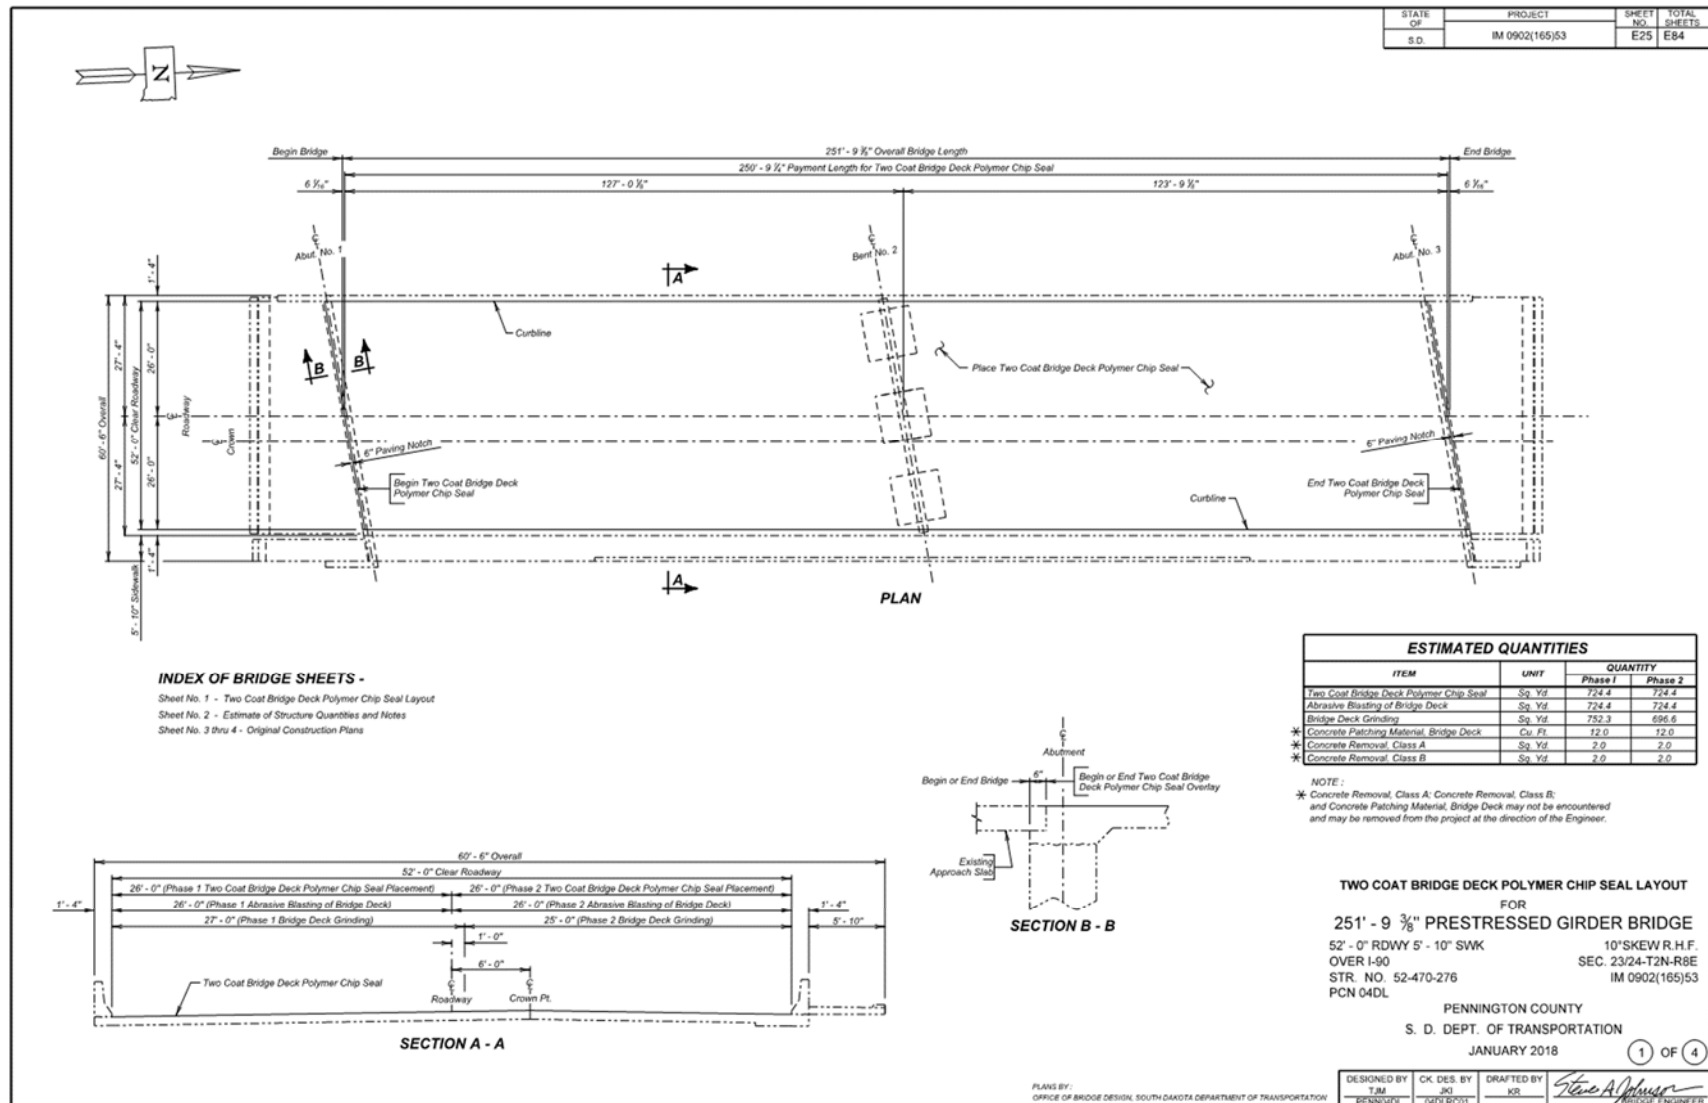 STATE OF PROJECT SHEET NO. TOTAL SHEETS
S.D. IM 0902(165)53 E25 E84
N
Begin Bridge 251' - 9 3/8" Overall Bridge Length End Bridge
250' - 9 1/4" Payment Length for Two Coat Bridge Deck Polymer Chip Seal
6 1/16" 127' - 0 1/8" 123' - 9 1/8" 6 1/16"
℄ Abut. No. 1
℄ Bent No. 2
℄ Abut. No. 3
A
1' - 4"
Curbline
60' - 6" Overall
27' - 4"
52' - 0" Clear Roadway
26' - 0"
B B
Place Two Coat Bridge Deck Polymer Chip Seal
℄ Roadway
℄ Crown
27' - 4"
26' - 0"
6" Paving Notch
6" Paving Notch
Begin Two Coat Bridge Deck
Polymer Chip Seal
End Two Coat Bridge Deck
Polymer Chip Seal
Curbline
5' - 10" Sidewalk
1' - 4"
A
PLAN
INDEX OF BRIDGE SHEETS -
Sheet No. 1 - Two Coat Bridge Deck Polymer Chip Seal Layout
Sheet No. 2 - Estimate of Structure Quantities and Notes
Sheet No. 3 thru 4 - Original Construction Plans
ESTIMATED QUANTITIES
ITEM UNIT QUANTITY
Phase I Phase 2
Two Coat Bridge Deck Polymer Chip Seal Sq. Yd. 724.4 724.4
Abrasive Blasting of Bridge Deck Sq. Yd. 724.4 724.4
Bridge Deck Grinding Sq. Yd. 752.3 696.6
* Concrete Patching Material, Bridge Deck Cu. Ft. 12.0 12.0
* Concrete Removal, Class A Sq. Yd. 2.0 2.0
* Concrete Removal, Class B Sq. Yd. 2.0 2.0
NOTE :
* Concrete Removal, Class A; Concrete Removal, Class B;
and Concrete Patching Material, Bridge Deck may not be encountered
and may be removed from the project at the direction of the Engineer.
℄
Abutment
Begin or End Bridge 6" Begin or End Two Coat Bridge
Deck Polymer Chip Seal Overlay
Existing
Approach Slab
SECTION B - B
60' - 6" Overall
52' - 0" Clear Roadway
26' - 0" (Phase 1 Two Coat Bridge Deck Polymer Chip Seal Placement) 26' - 0" (Phase 2 Two Coat Bridge Deck Polymer Chip Seal Placement)
1' - 4" 26' - 0" (Phase 1 Abrasive Blasting of Bridge Deck) 26' - 0" (Phase 2 Abrasive Blasting of Bridge Deck) 1' - 4"
27' - 0" (Phase 1 Bridge Deck Grinding) 25' - 0" (Phase 2 Bridge Deck Grinding) 5' - 10"
1' - 0"
6' - 0"
Two Coat Bridge Deck Polymer Chip Seal
℄ Roadway ℄ Crown Pt.
SECTION A - A
TWO COAT BRIDGE DECK POLYMER CHIP SEAL LAYOUT
FOR
251' - 9 3/8" PRESTRESSED GIRDER BRIDGE
52' - 0" RDWY 5' - 10" SWK 10°SKEW R.H.F.
OVER I-90 SEC. 23/24-T2N-R8E
STR. NO. 52-470-276 IM 0902(165)53
PCN 04DL
PENNINGTON COUNTY
S. D. DEPT. OF TRANSPORTATION
JANUARY 2018 1 OF 4
PLANS BY :
OFFICE OF BRIDGE DESIGN, SOUTH DAKOTA DEPARTMENT OF TRANSPORTATION
DESIGNED BY CK. DES. BY DRAFTED BY
TJM JKI KR Steve A Johnson
PENN04DL 04DLRC01 BRIDGE ENGINEER